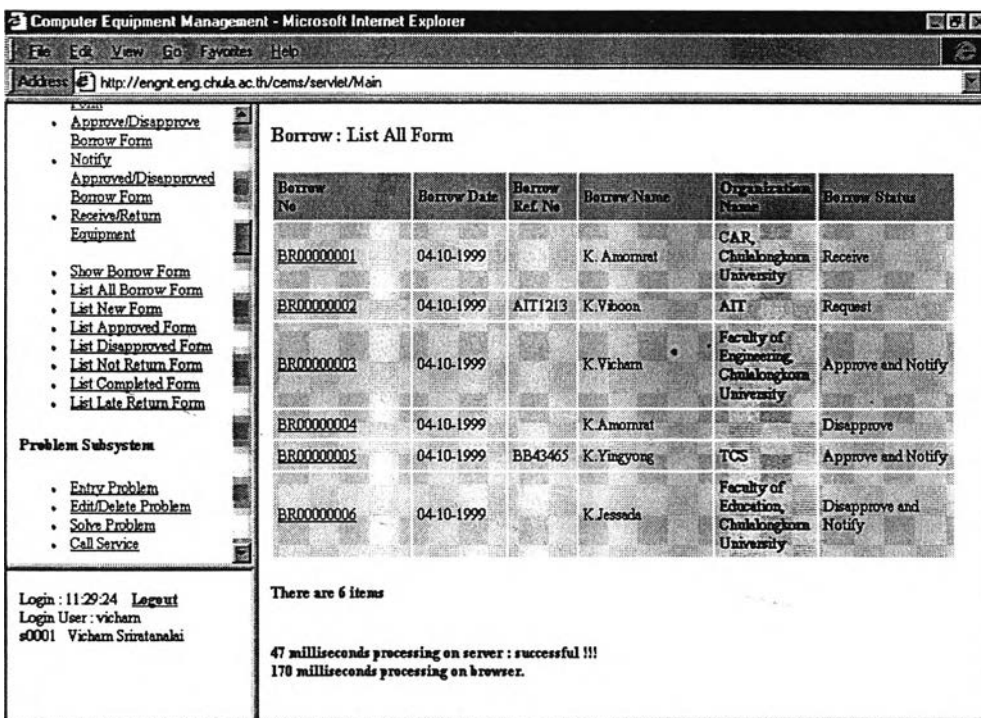 Computer Equipment Management - Microsoft Internet Explorer
File Edit View Go Favorites Help
Address http://engnt.eng.chula.ac.th/cems/servlet/Main
Form
Approve/Disapprove
Borrow Form
Notify
Approved/Disapproved
Borrow Form
Receive/Return
Equipment
Show Borrow Form
List All Borrow Form
List New Form
List Approved Form
List Disapproved Form
List Not Return Form
List Completed Form
List Late Return Form
Problem Subsystem
Entry Problem
Edit/Delete Problem
Solve Problem
Call Service
Login : 11:29:24 Logout
Login User : vicharn
s0001 Vicharn Sriratanalai
Borrow : List All Form
Borrow No Borrow Date Borrow Ref. No Borrow Name Organization Name Borrow Status
BR00000001 04-10-1999 K. Amornrat CAR, Chulalongkorn University Receive
BR00000002 04-10-1999 AIT1213 K.Viboon AIT Request
BR00000003 04-10-1999 K.Vicharn Faculty of Engineering, Chulalongkorn University Approve and Notify
BR00000004 04-10-1999 K.Amornrat Disapprove
BR00000005 04-10-1999 BB43465 K.Yingyong TCS Approve and Notify
BR00000006 04-10-1999 K.Jessada Faculty of Education, Chulalongkorn University Disapprove and Notify
There are 6 items
47 milliseconds processing on server : successful !!!
170 milliseconds processing on browser.